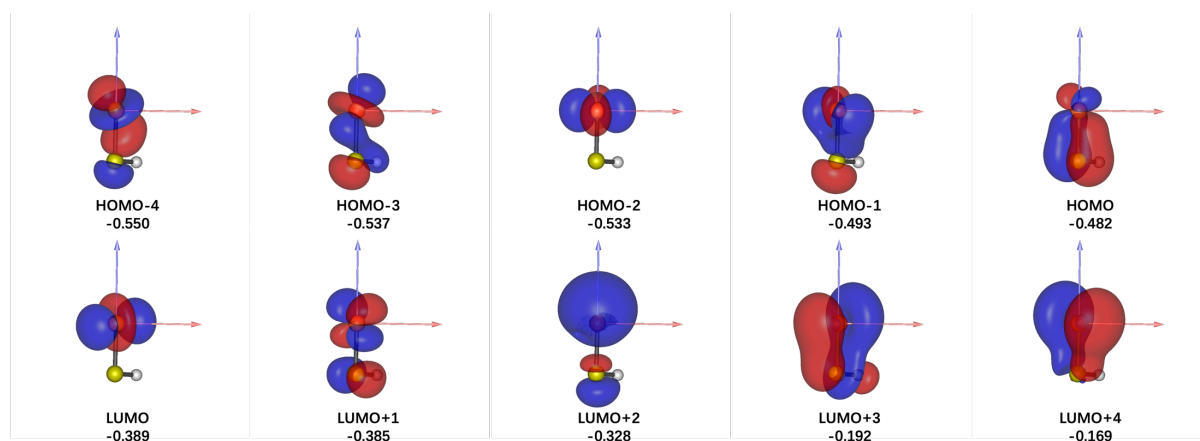 HOMO-4
-0.550
HOMO-3
-0.537
HOMO-2
-0.533
HOMO-1
-0.493
HOMO
-0.482
LUMO
-0.389
LUMO+1
-0.385
LUMO+2
-0.328
LUMO+3
-0.192
LUMO+4
-0.169